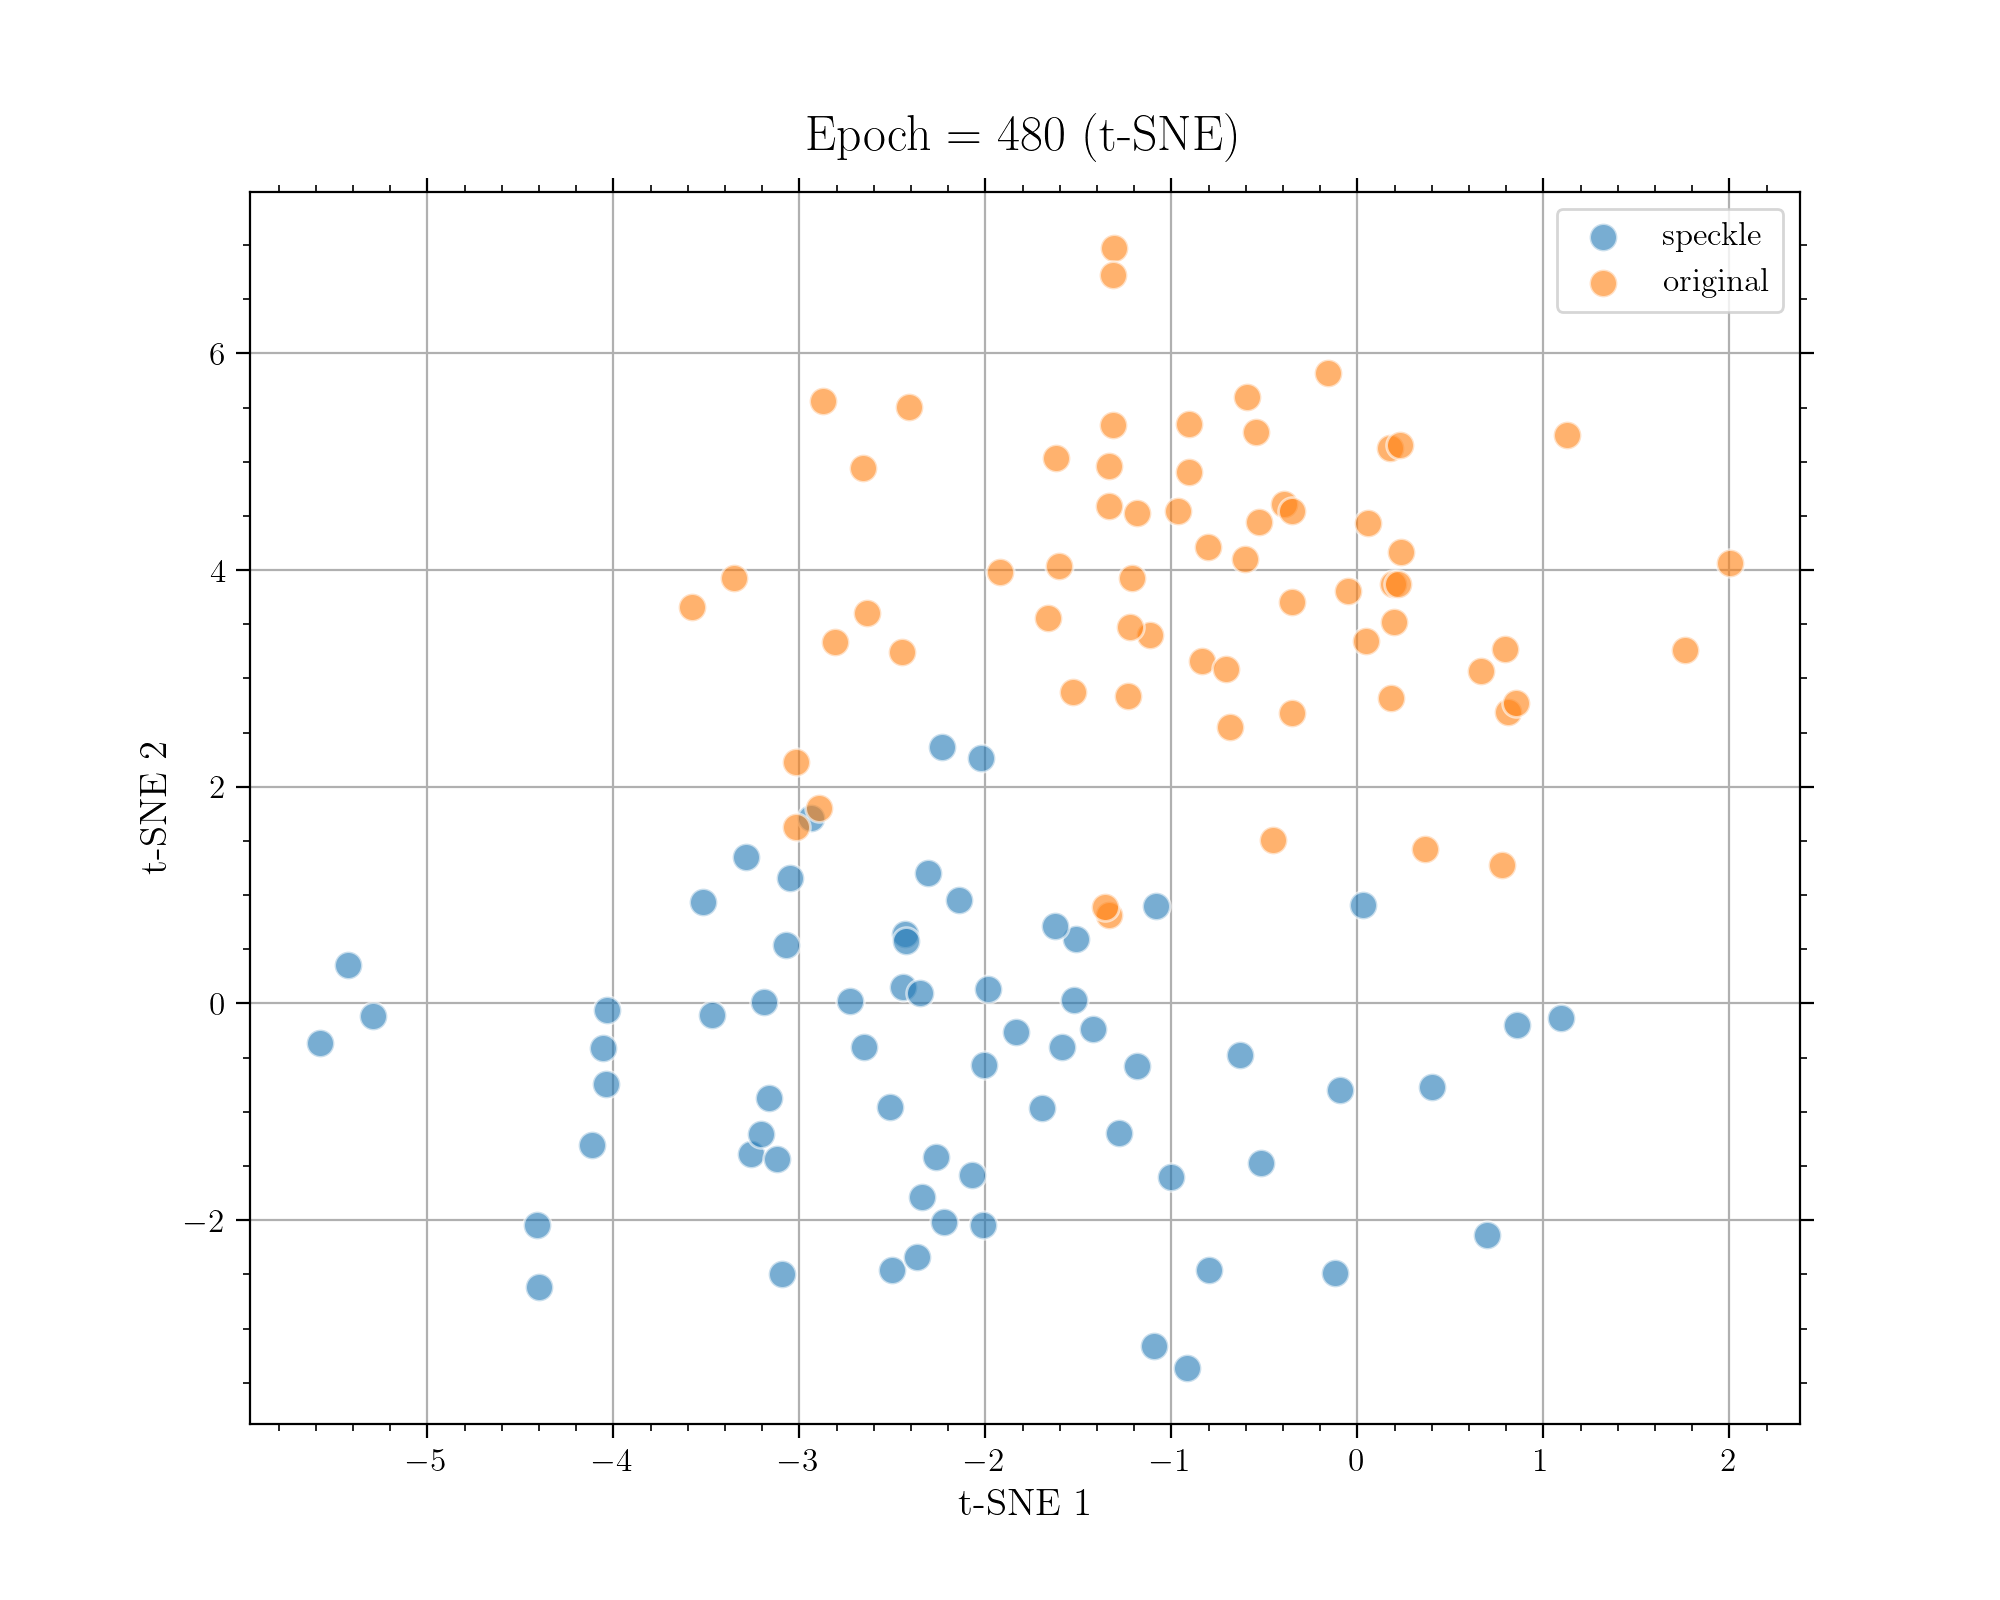 Epoch = 480 (t-SNE)
speckle
original
6
4
2
0
−2
t-SNE 2
−5 −4 −3 −2 −1 0 1 2
t-SNE 1